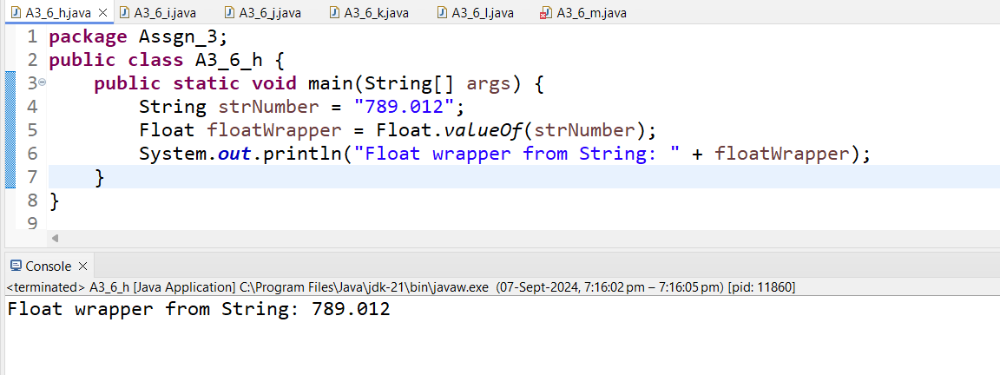 A3_6_h.java A3_6_i.java A3_6_j.java A3_6_k.java A3_6_l.java A3_6_m.java
1 package Assgn_3;
2 public class A3_6_h {
3 public static void main(String[] args) {
4 String strNumber = "789.012";
5 Float floatWrapper = Float.valueOf(strNumber);
6 System.out.println("Float wrapper from String: " + floatWrapper);
7 }
8 }
9
Console
<terminated> A3_6_h [Java Application] C:\Program Files\Java\jdk-21\bin\javaw.exe (07-Sept-2024, 7:16:02 pm – 7:16:05 pm) [pid: 11860]
Float wrapper from String: 789.012